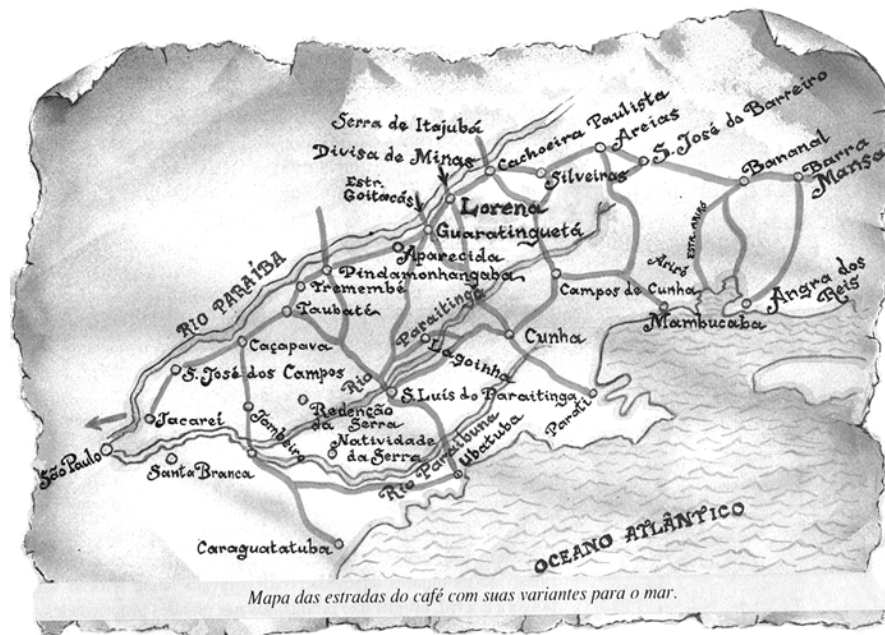 Serra de Itajubá
Divisa de Minas
Estr.
Goitacás
Cachoeira Paulista
Areias
S. José do Barreiro
Silveiras
Bananal
Barra
Mansa
Lorena
Guaratinguetá
Aparecida
Pindamonhangaba
Tremembé
Taubaté
RIO PARAÍBA
Rio Paraitinga
ESTR. ARIRÓ
Ariró
Campos de Cunha
Mambucaba
Angra dos
Reis
Caçapava
Lagoinha
Cunha
S. José dos Campos
S. Luís do Paraitinga
Parati
Jacareí
Jambeiro
Redenção
da Serra
Natividade
da Serra
São Paulo
Santa Branca
Rio Paraibuna
Ubatuba
Caraguatatuba
OCEANO ATLÂNTICO
Mapa das estradas do café com suas variantes para o mar.